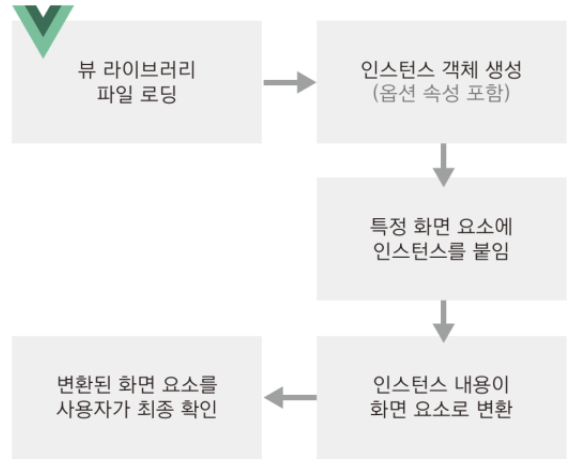 뷰 라이브러리
파일 로딩
인스턴스 객체 생성
(옵션 속성 포함)
특정 화면 요소에
인스턴스를 붙임
인스턴스 내용이
화면 요소로 변환
변환된 화면 요소를
사용자가 최종 확인